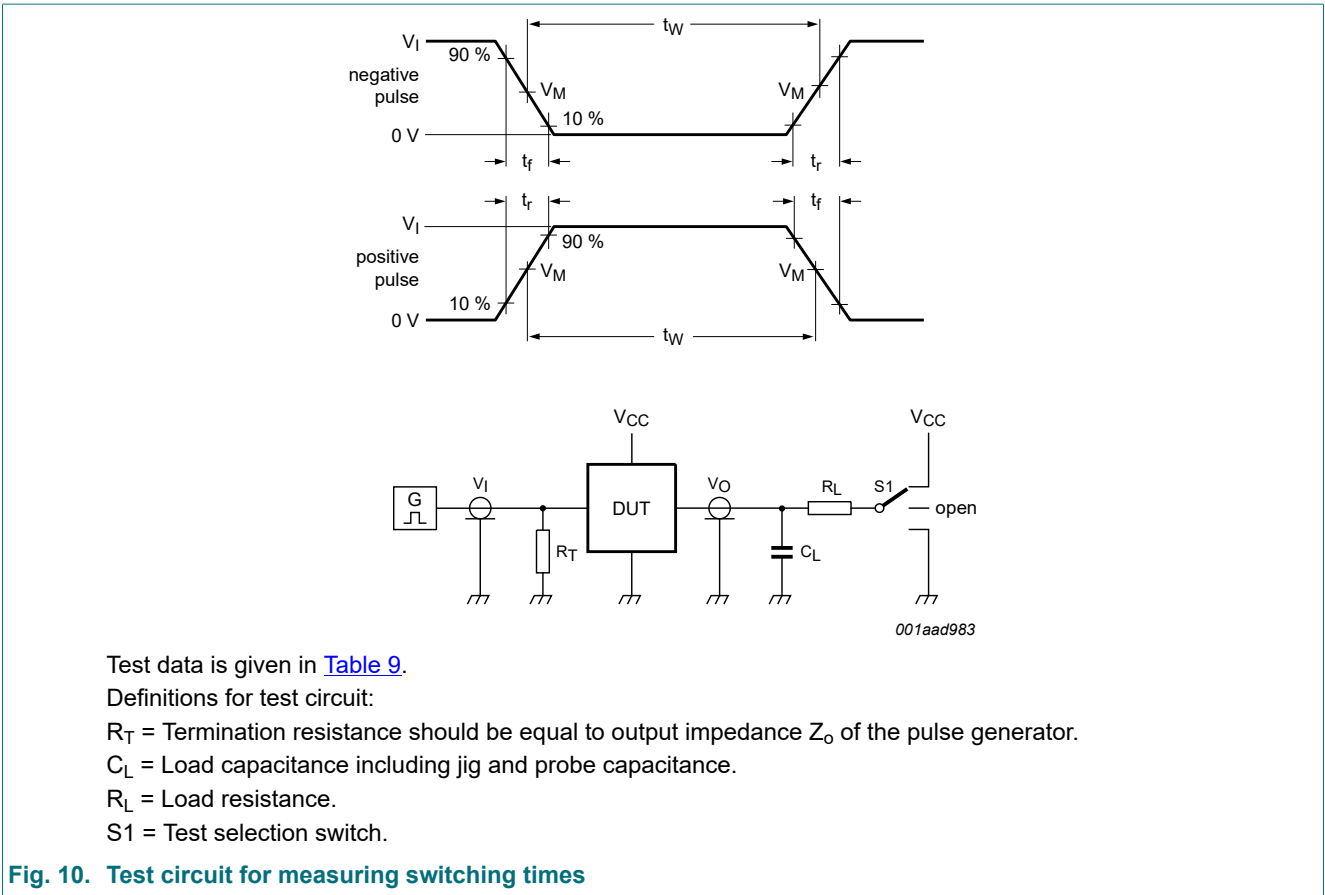 tW
VI
90 %
negative
pulse
VM
VM
10 %
0 V
tf
tr
tr
tf
VI
90 %
positive
pulse
VM
VM
10 %
0 V
tW
VCC
VCC
G
VI
DUT
VO
RL
S1
open
RT
CL
001aad983
Test data is given in Table 9.
Definitions for test circuit:
RT = Termination resistance should be equal to output impedance Zo of the pulse generator.
CL = Load capacitance including jig and probe capacitance.
RL = Load resistance.
S1 = Test selection switch.
Fig. 10. Test circuit for measuring switching times